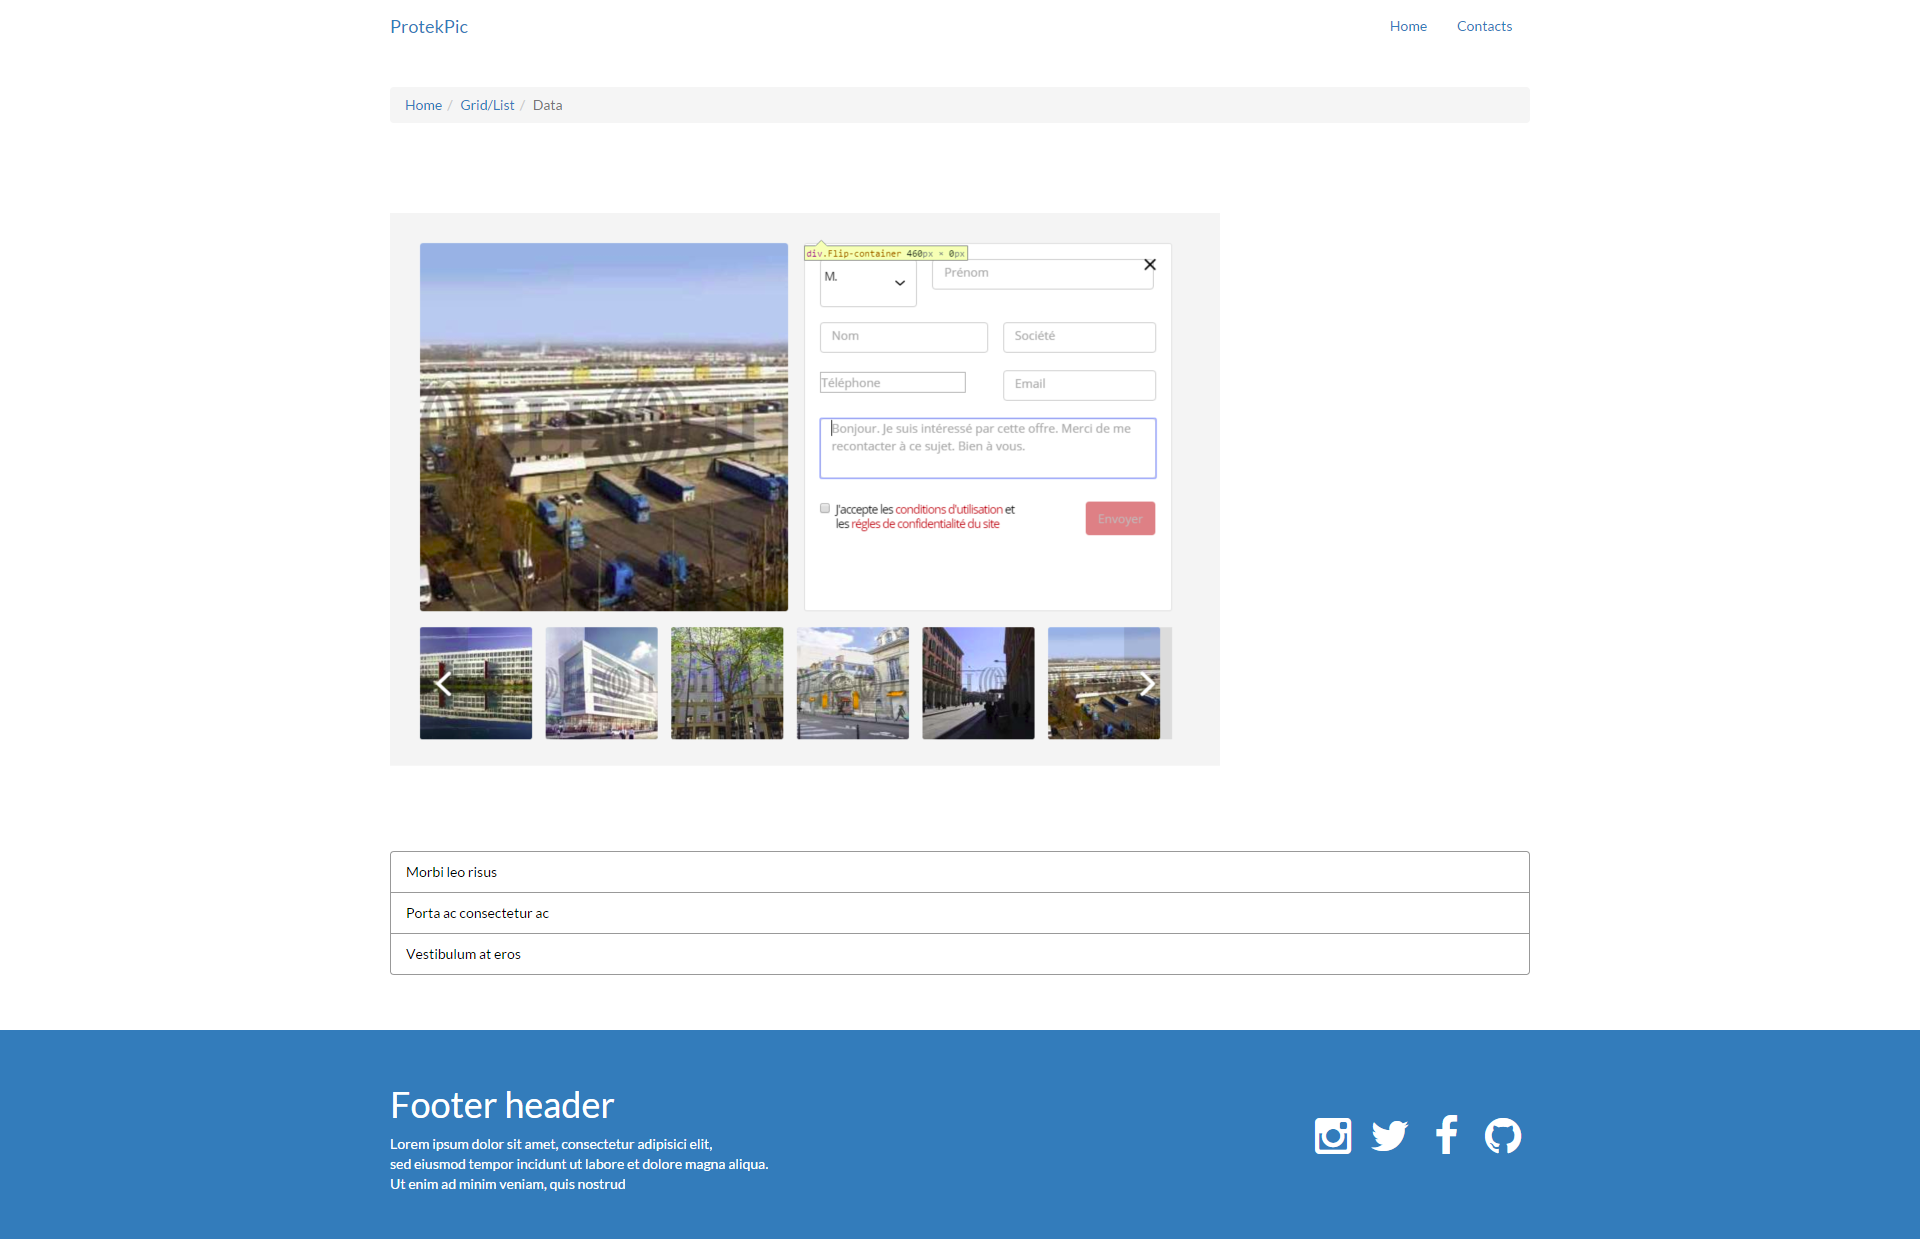 ProtekPic
Home Contacts
Home / Grid/List / Data
div.Flip-container 460px × 0px
M.
Prénom
Nom
Société
Téléphone
Email
Bonjour. Je suis intéressé par cette offre. Merci de me
recontacter à ce sujet. Bien à vous.
J'accepte les conditions d'utilisation et
les régles de confidentialité du site
Envoyer
Morbi leo risus
Porta ac consectetur ac
Vestibulum at eros
Footer header
Lorem ipsum dolor sit amet, consectetur adipisici elit,
sed eiusmod tempor incidunt ut labore et dolore magna aliqua.
Ut enim ad minim veniam, quis nostrud